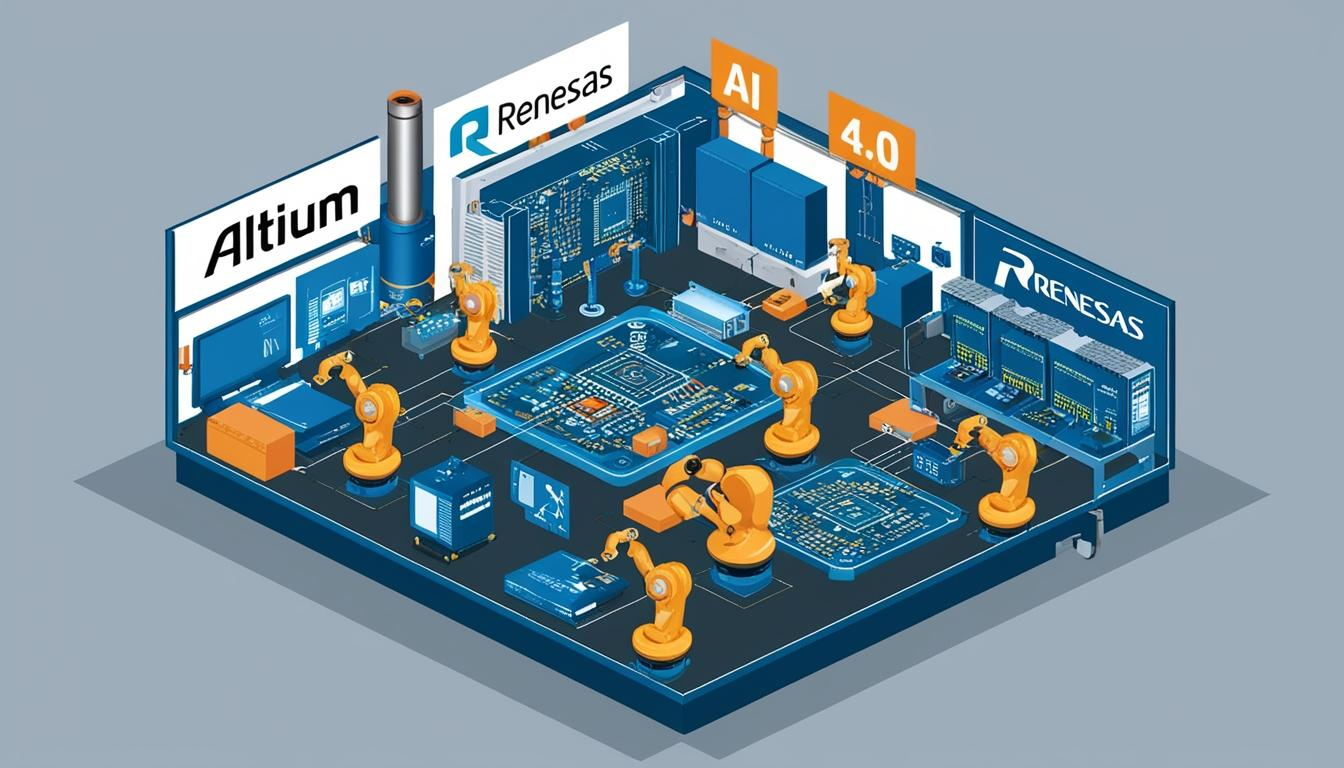 Altium
Renesas
AI
4.0
RENESAS